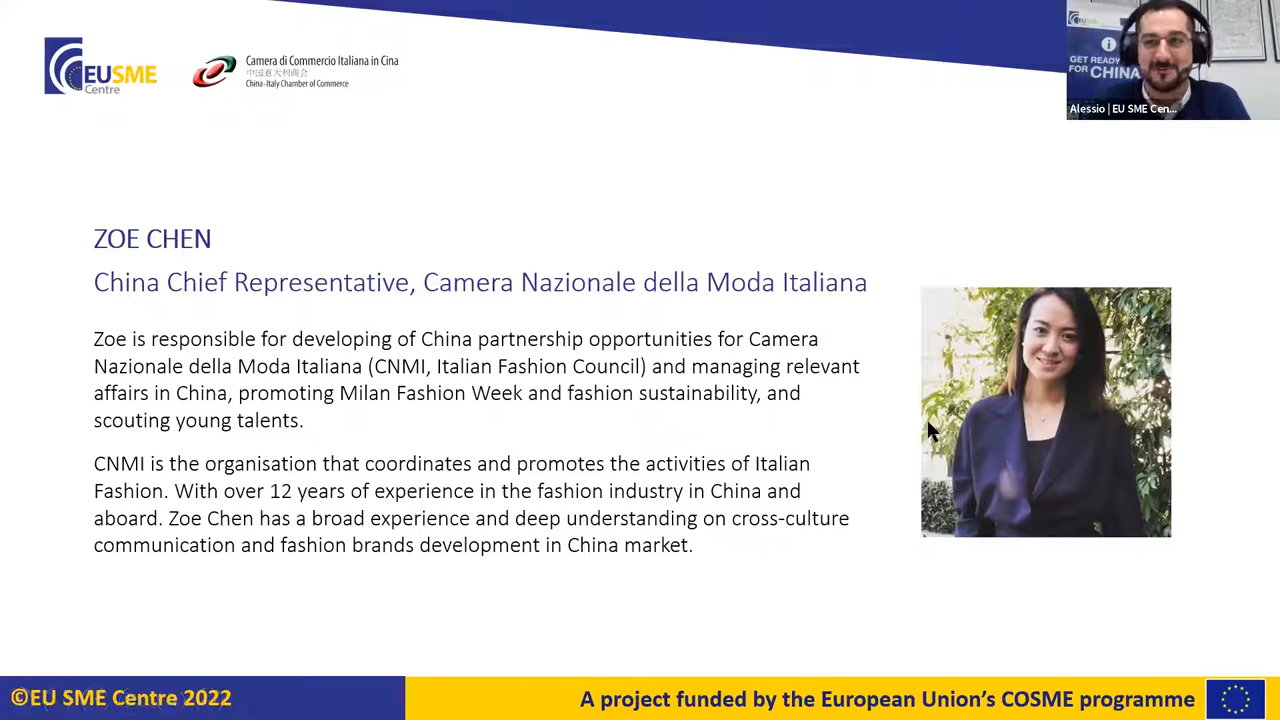 EUSME
Centre
Camera di Commercio Italiana in Cina
中国意大利商会
China-Italy Chamber of Commerce
EUSME
GET READY
FOR CHINA
Alessio | EU SME Cen...
ZOE CHEN
China Chief Representative, Camera Nazionale della Moda Italiana
Zoe is responsible for developing of China partnership opportunities for Camera
Nazionale della Moda Italiana (CNMI, Italian Fashion Council) and managing relevant
affairs in China, promoting Milan Fashion Week and fashion sustainability, and
scouting young talents.
CNMI is the organisation that coordinates and promotes the activities of Italian
Fashion. With over 12 years of experience in the fashion industry in China and
aboard. Zoe Chen has a broad experience and deep understanding on cross-culture
communication and fashion brands development in China market.
©EU SME Centre 2022
A project funded by the European Union's COSME programme